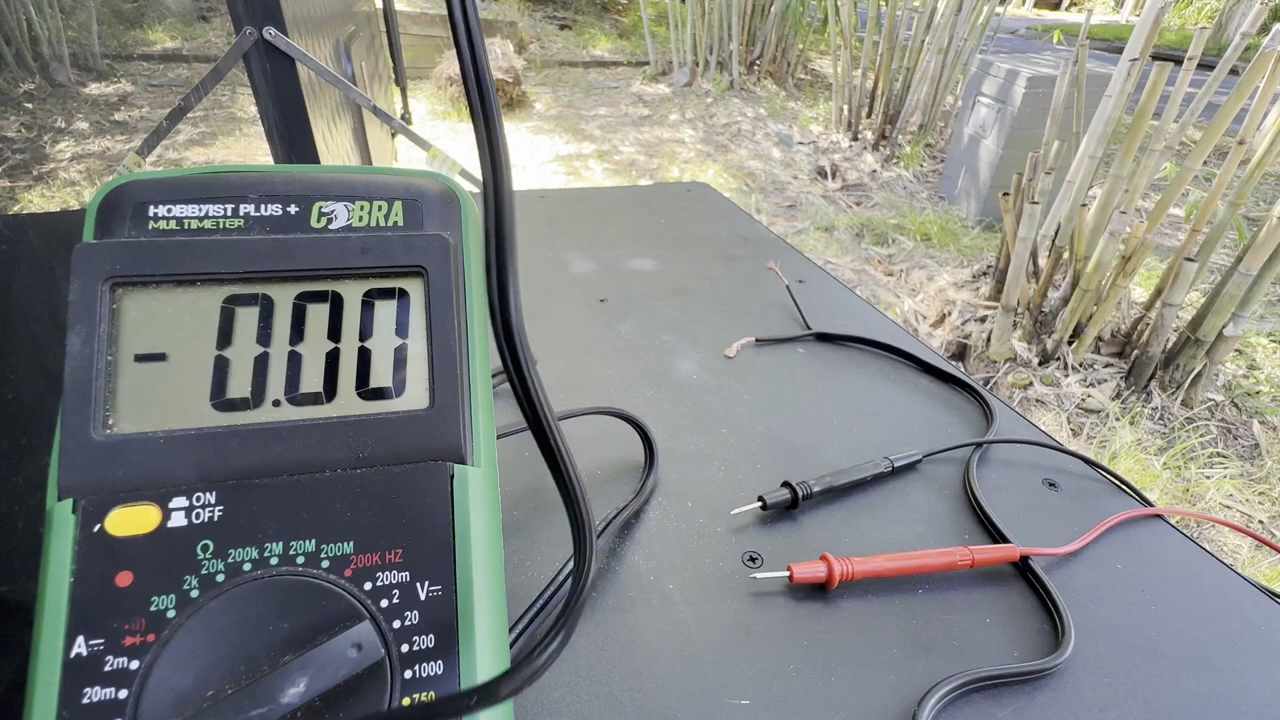 HOBBYIST PLUS + COBRA
MULTIMETER
- 0.00
ON
OFF
Ω
200
2k
20k
200k
2M
20M
200M
200K HZ
200m
2
20
200
1000
750
V
A
2m
20m